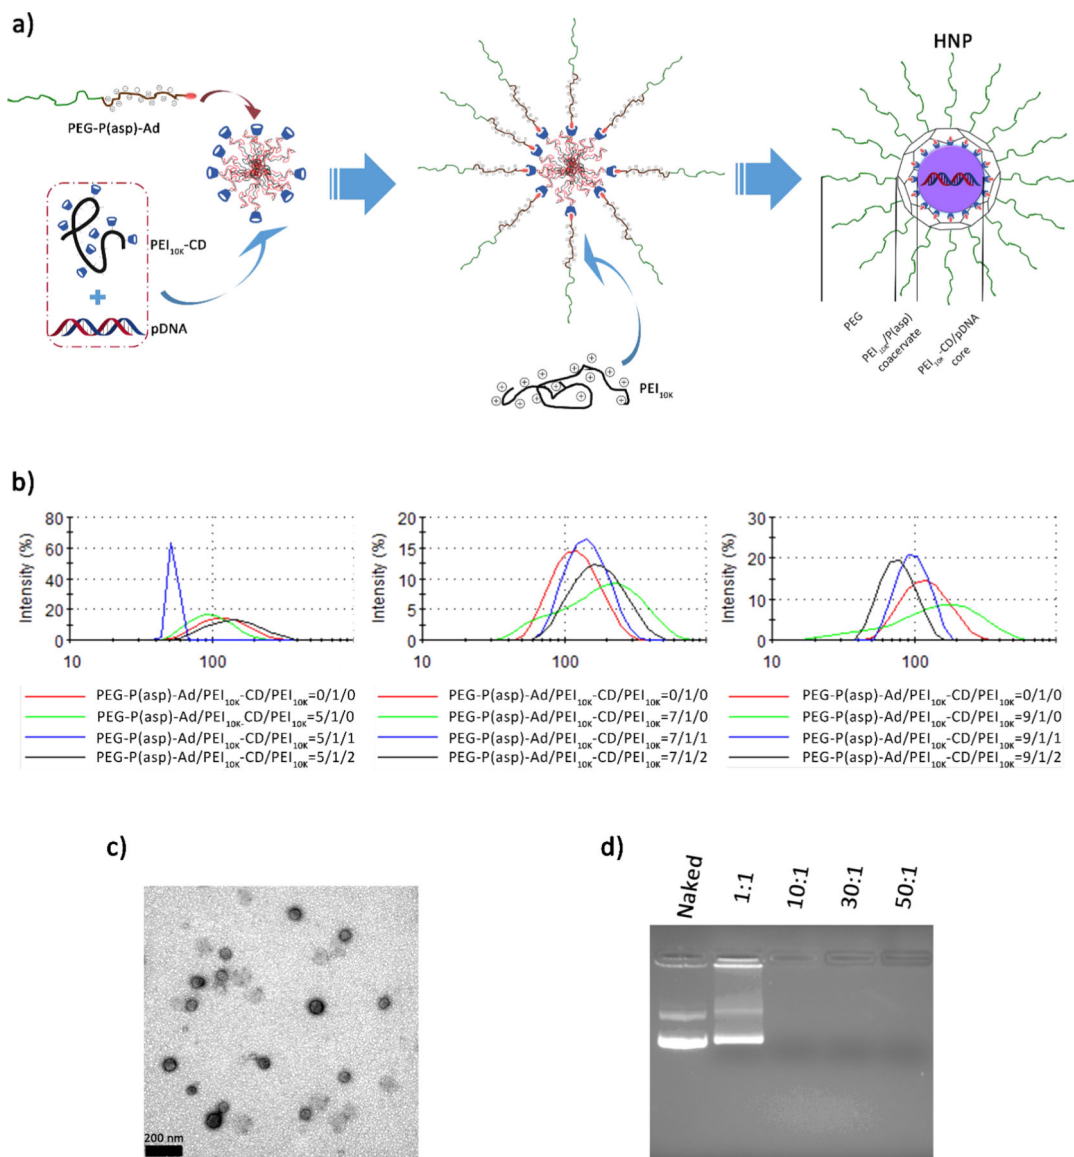 a)
HNP
PEG-P(asp)-Ad
PEI10K-CD
pDNA
PEI10K
PEG
PEI10K/P(asp)
coacervate
PEI10K-CD/pDNA
core
b)
Intensity (%)
80
60
40
20
0
10
100
PEG-P(asp)-Ad/PEI10K-CD/PEI10K=0/1/0
PEG-P(asp)-Ad/PEI10K-CD/PEI10K=5/1/0
PEG-P(asp)-Ad/PEI10K-CD/PEI10K=5/1/1
PEG-P(asp)-Ad/PEI10K-CD/PEI10K=5/1/2
Intensity (%)
20
15
10
5
0
10
100
PEG-P(asp)-Ad/PEI10K-CD/PEI10K=0/1/0
PEG-P(asp)-Ad/PEI10K-CD/PEI10K=7/1/0
PEG-P(asp)-Ad/PEI10K-CD/PEI10K=7/1/1
PEG-P(asp)-Ad/PEI10K-CD/PEI10K=7/1/2
Intensity (%)
30
20
10
0
10
100
PEG-P(asp)-Ad/PEI10K-CD/PEI10K=0/1/0
PEG-P(asp)-Ad/PEI10K-CD/PEI10K=9/1/0
PEG-P(asp)-Ad/PEI10K-CD/PEI10K=9/1/1
PEG-P(asp)-Ad/PEI10K-CD/PEI10K=9/1/2
c)
200 nm
d)
Naked
1:1
10:1
30:1
50:1